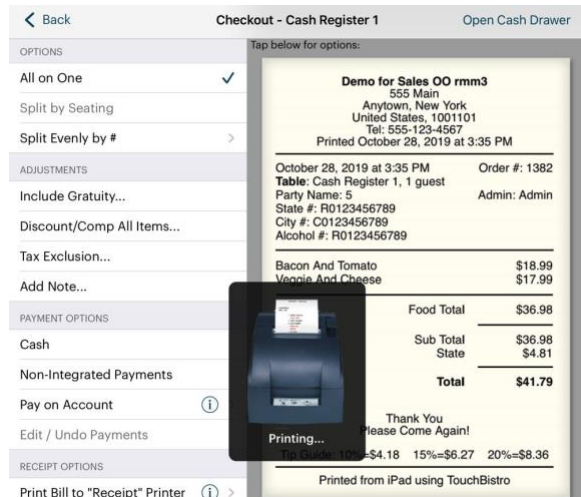 Back
Checkout - Cash Register 1
Open Cash Drawer
OPTIONS
All on One
Split by Seating
Split Evenly by #
ADJUSTMENTS
Include Gratuity...
Discount/Comp All Items...
Tax Exclusion...
Add Note...
PAYMENT OPTIONS
Cash
Non-Integrated Payments
Pay on Account
Edit / Undo Payments
RECEIPT OPTIONS
Print Bill to "Receipt" Printer
Tap below for options:
Demo for Sales OO rmm3
555 Main
Anytown, New York
United States, 1001101
Tel: 555-123-4567
Printed October 28, 2019 at 3:35 PM
October 28, 2019 at 3:35 PM Order #: 1382
Table: Cash Register 1, 1 guest
Party Name: 5 Admin: Admin
State #: R0123456789
City #: C0123456789
Alcohol #: R0123456789
Bacon And Tomato $18.99
Veggie And Cheese $17.99
Food Total $36.98
Sub Total $36.98
State $4.81
Total $41.79
Thank You
Please Come Again!
Tip Guide: 10%=$4.18 15%=$6.27 20%=$8.36
Printed from iPad using TouchBistro
Printing...